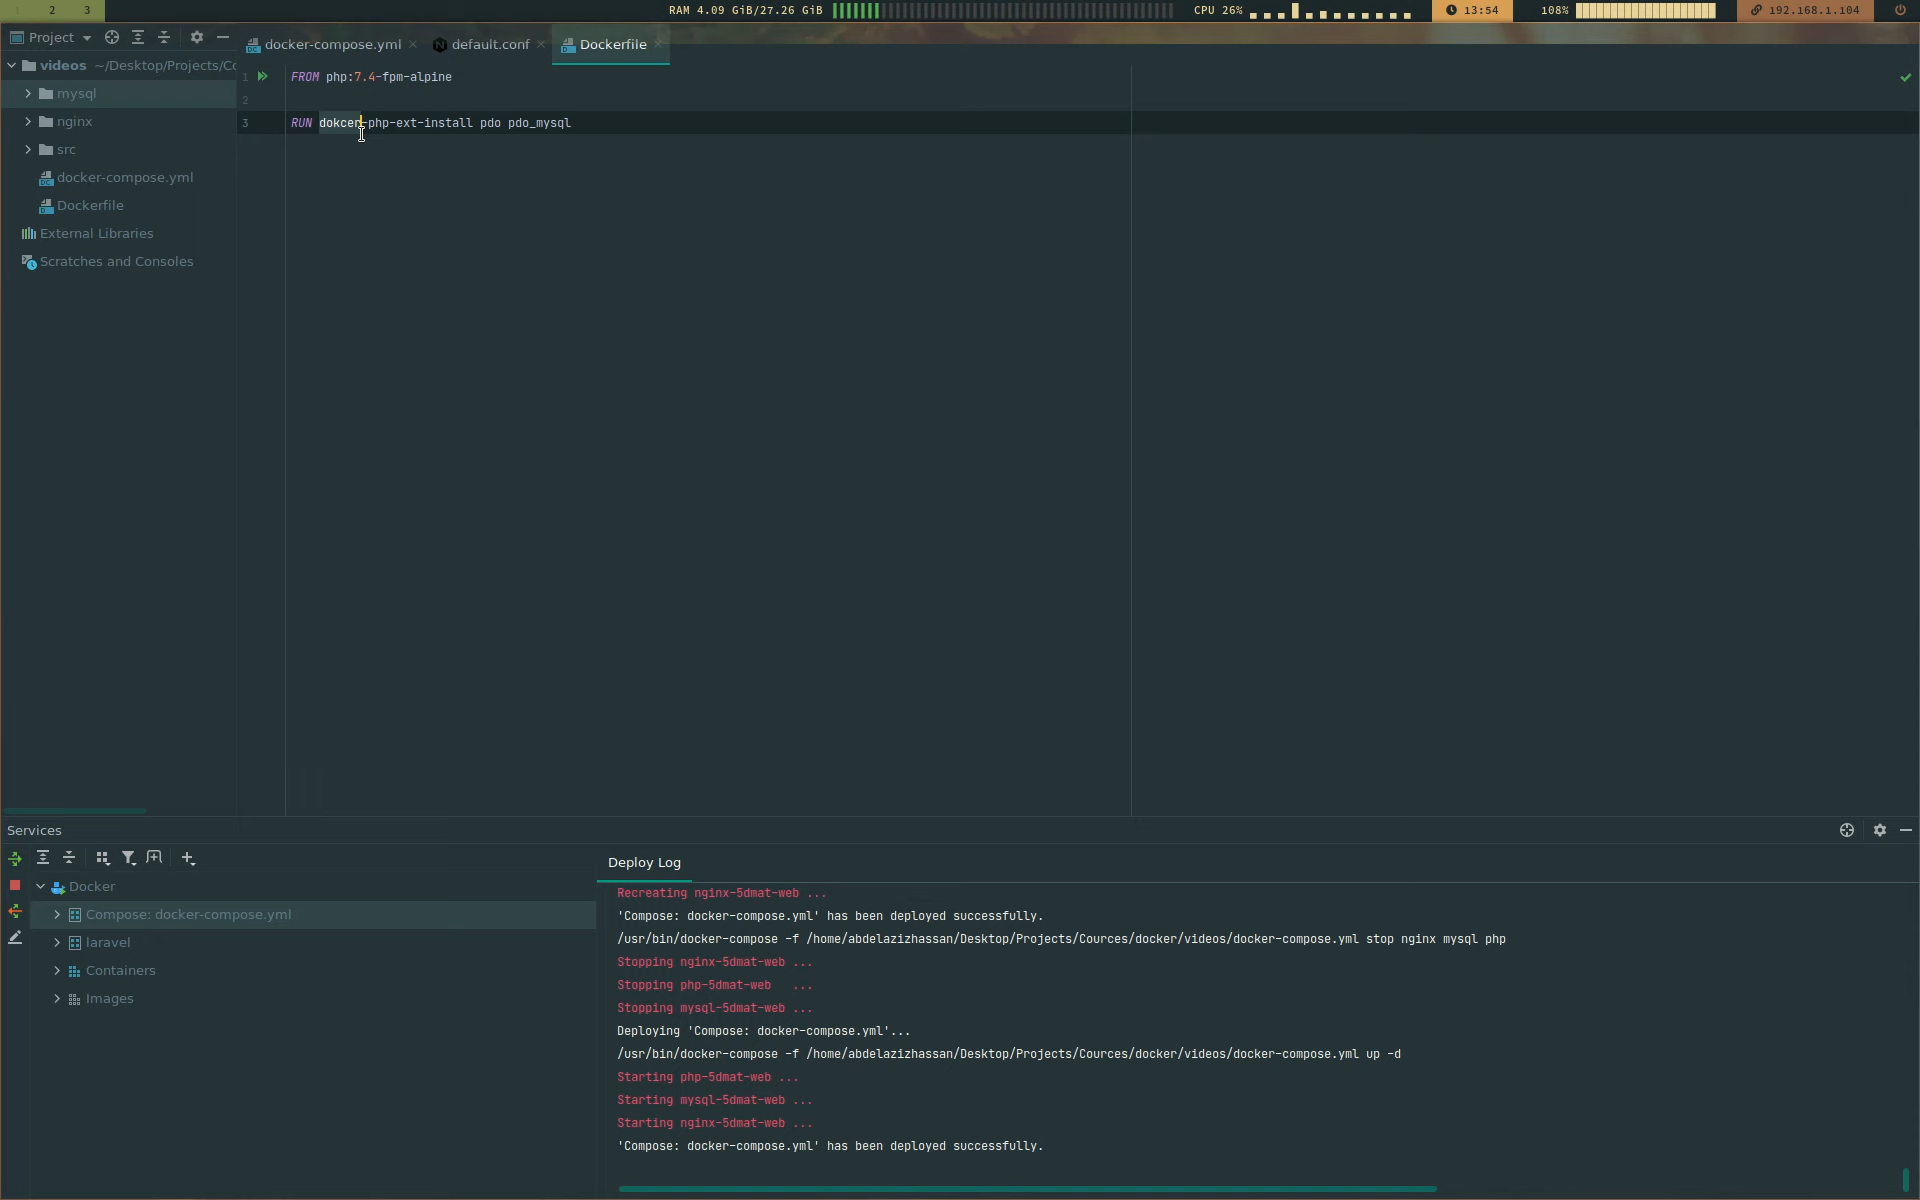 1 2 3 RAM 4.09 GiB/27.26 GiB CPU 26% 13:54 108% 192.168.1.104
Project
docker-compose.yml default.conf Dockerfile
videos ~/Desktop/Projects/Co
mysql
nginx
src
docker-compose.yml
Dockerfile
External Libraries
Scratches and Consoles
1 FROM php:7.4-fpm-alpine
2
3 RUN dokcer-php-ext-install pdo pdo_mysql
Services
Docker
Compose: docker-compose.yml
laravel
Containers
Images
Deploy Log
Recreating nginx-5dmat-web ...
'Compose: docker-compose.yml' has been deployed successfully.
/usr/bin/docker-compose -f /home/abdelazizhassan/Desktop/Projects/Cources/docker/videos/docker-compose.yml stop nginx mysql php
Stopping nginx-5dmat-web ...
Stopping php-5dmat-web   ...
Stopping mysql-5dmat-web ...
Deploying 'Compose: docker-compose.yml'...
/usr/bin/docker-compose -f /home/abdelazizhassan/Desktop/Projects/Cources/docker/videos/docker-compose.yml up -d
Starting php-5dmat-web ...
Starting mysql-5dmat-web ...
Starting nginx-5dmat-web ...
'Compose: docker-compose.yml' has been deployed successfully.